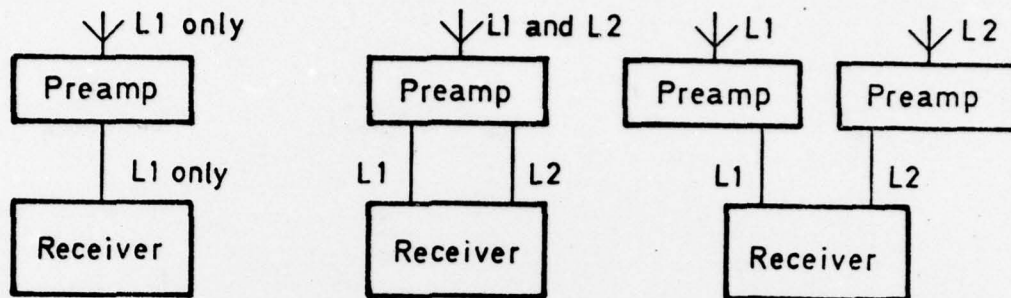 L1 only
Preamp
L1 only
Receiver
L1 and L2
Preamp
L1
L2
Receiver
L1
Preamp
L2
Preamp
L1
L2
Receiver